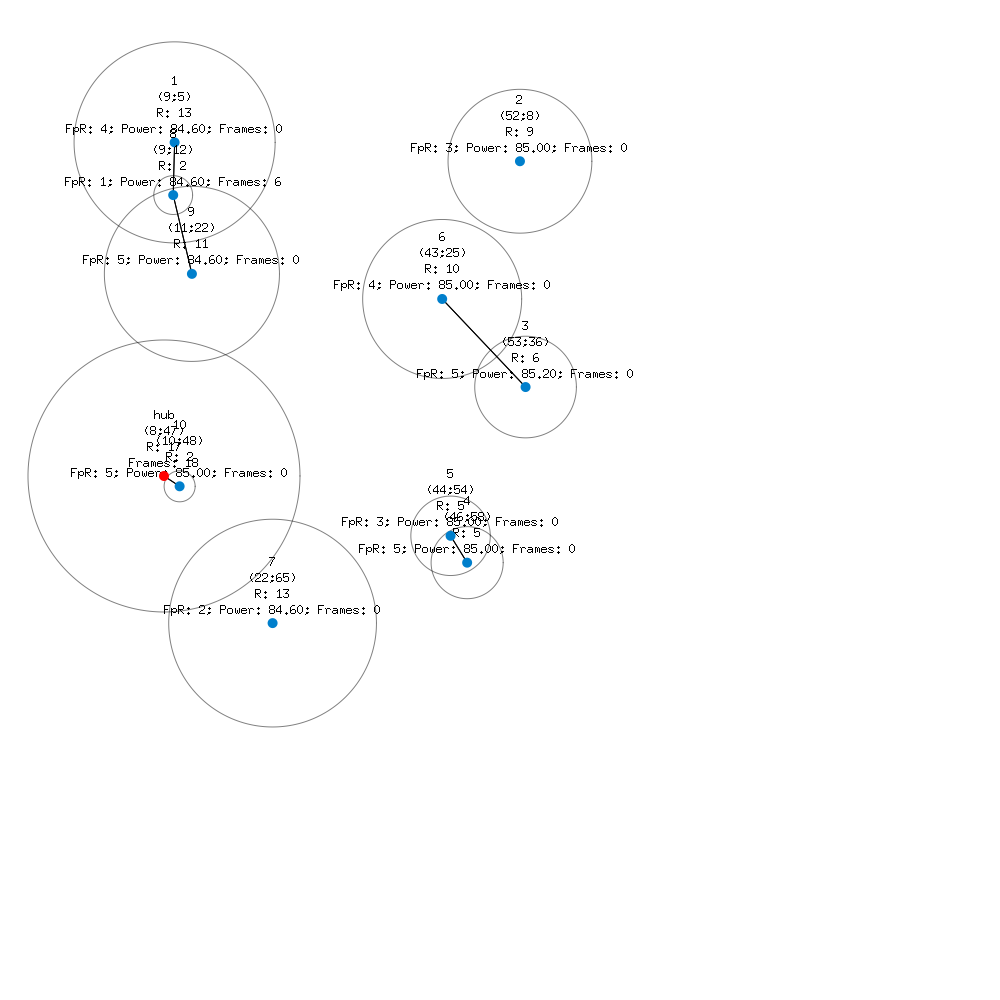 1
(9;5)
R: 13
FpR: 4; Power: 84.60; Frames: 0
8
(9;12)
R: 2
FpR: 1; Power: 84.60; Frames: 6
9
(11;22)
R: 11
FpR: 5; Power: 84.60; Frames: 0
2
(52;8)
R: 9
FpR: 3; Power: 85.00; Frames: 0
6
(43;25)
R: 10
FpR: 4; Power: 85.00; Frames: 0
3
(53;36)
R: 6
FpR: 5; Power: 85.20; Frames: 0
hub
(8;47)
R: 17
Frames: 18
10
(10;48)
R: 2
FpR: 5; Power: 85.00; Frames: 0
5
(44;54)
R: 5
FpR: 3; Power: 85.00; Frames: 0
4
(46;58)
R: 5
FpR: 5; Power: 85.00; Frames: 0
7
(22;65)
R: 13
FpR: 2; Power: 84.60; Frames: 0